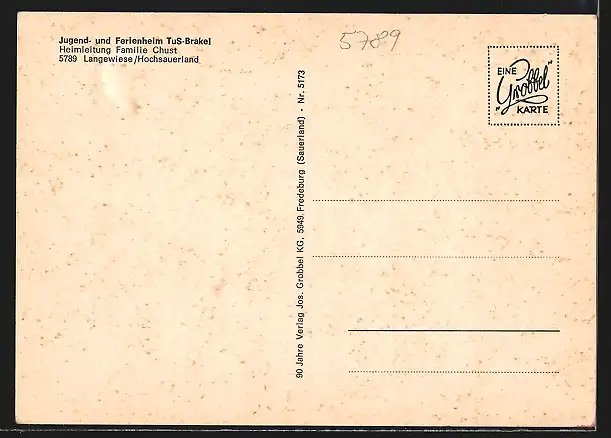 Jugend- und Ferienheim TuS-Brakel
Heimleitung Familie Chust
5789 Langewiese/Hochsauerland
5789
EINE
"Grobbel"
KARTE
90 Jahre Verlag Jos. Grobbel KG. 5949 Fredeburg (Sauerland) - Nr. 5173